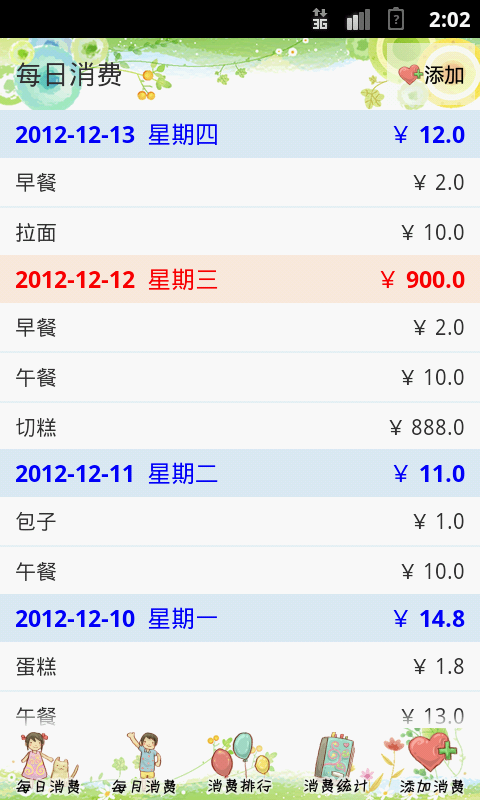 3G 2:02
每日消费 添加
2012-12-13 星期四 ￥ 12.0
早餐 ￥ 2.0
拉面 ￥ 10.0
2012-12-12 星期三 ￥ 900.0
早餐 ￥ 2.0
午餐 ￥ 10.0
切糕 ￥ 888.0
2012-12-11 星期二 ￥ 11.0
包子 ￥ 1.0
午餐 ￥ 10.0
2012-12-10 星期一 ￥ 14.8
蛋糕 ￥ 1.8
午餐 ￥ 13.0
每日消费 每月消费 消费排行 消费统计 添加消费